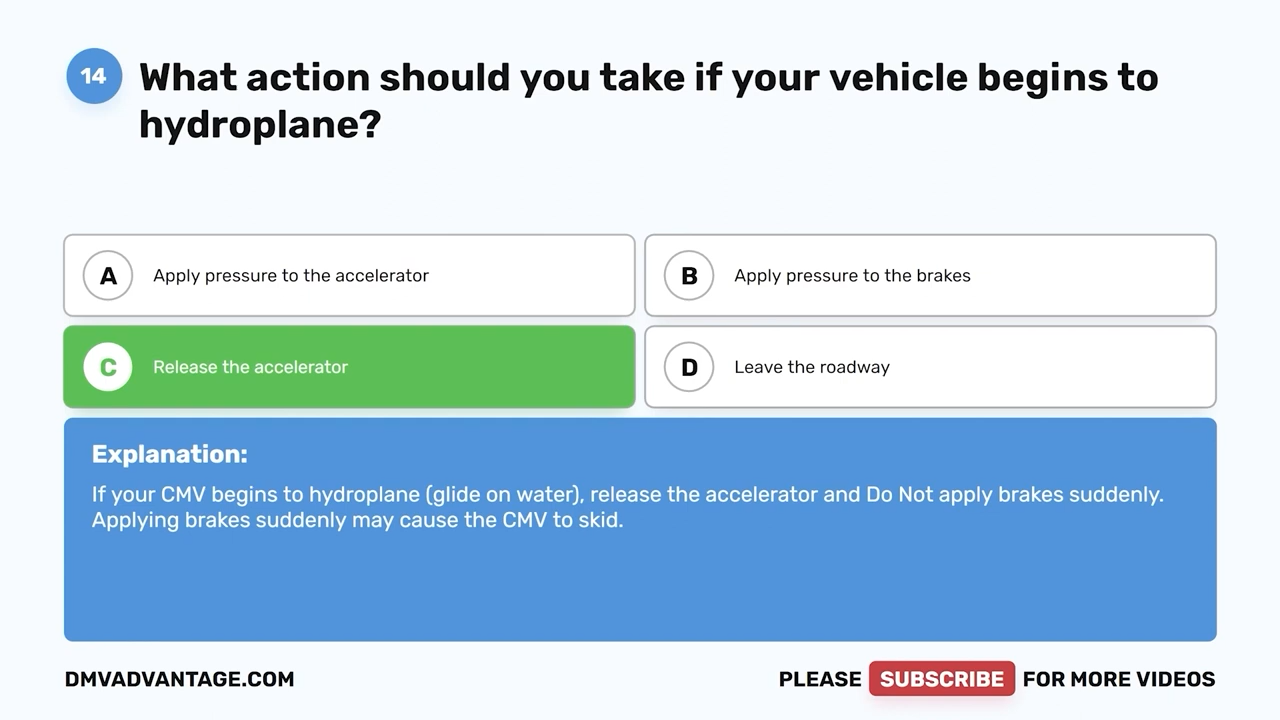 14
What action should you take if your vehicle begins to
hydroplane?
A Apply pressure to the accelerator
B Apply pressure to the brakes
C Release the accelerator
D Leave the roadway
Explanation:
If your CMV begins to hydroplane (glide on water), release the accelerator and Do Not apply brakes suddenly.
Applying brakes suddenly may cause the CMV to skid.
DMVADVANTAGE.COM
PLEASE SUBSCRIBE FOR MORE VIDEOS